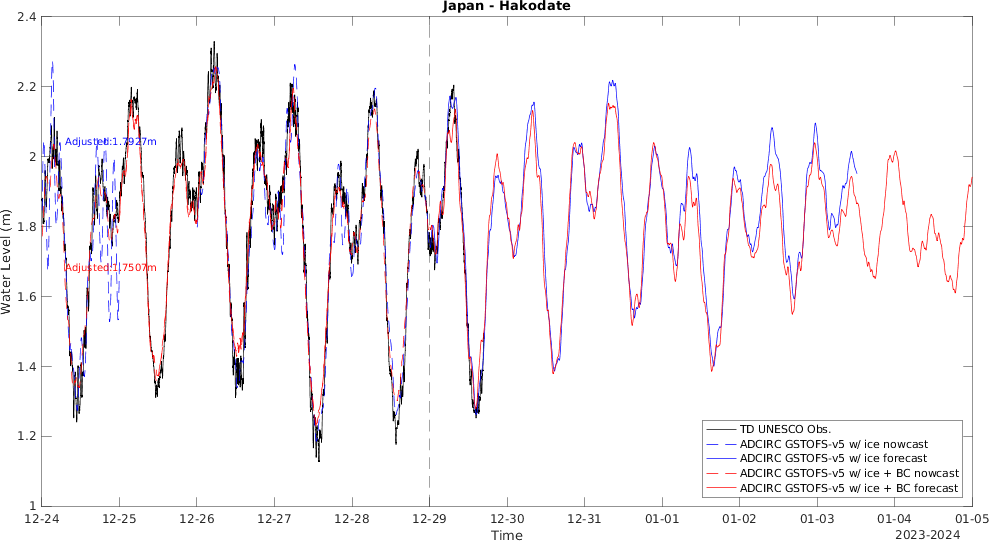 Japan - Hakodate
Water Level (m)
2.4
2.2
2
1.8
1.6
1.4
1.2
1
Adjusted:1.7927m
Adjusted:1.7507m
TD UNESCO Obs.
ADCIRC GSTOFS-v5 w/ ice nowcast
ADCIRC GSTOFS-v5 w/ ice forecast
ADCIRC GSTOFS-v5 w/ ice + BC nowcast
ADCIRC GSTOFS-v5 w/ ice + BC forecast
12-24 12-25 12-26 12-27 12-28 12-29 12-30 12-31 01-01 01-02 01-03 01-04 01-05
Time
2023-2024